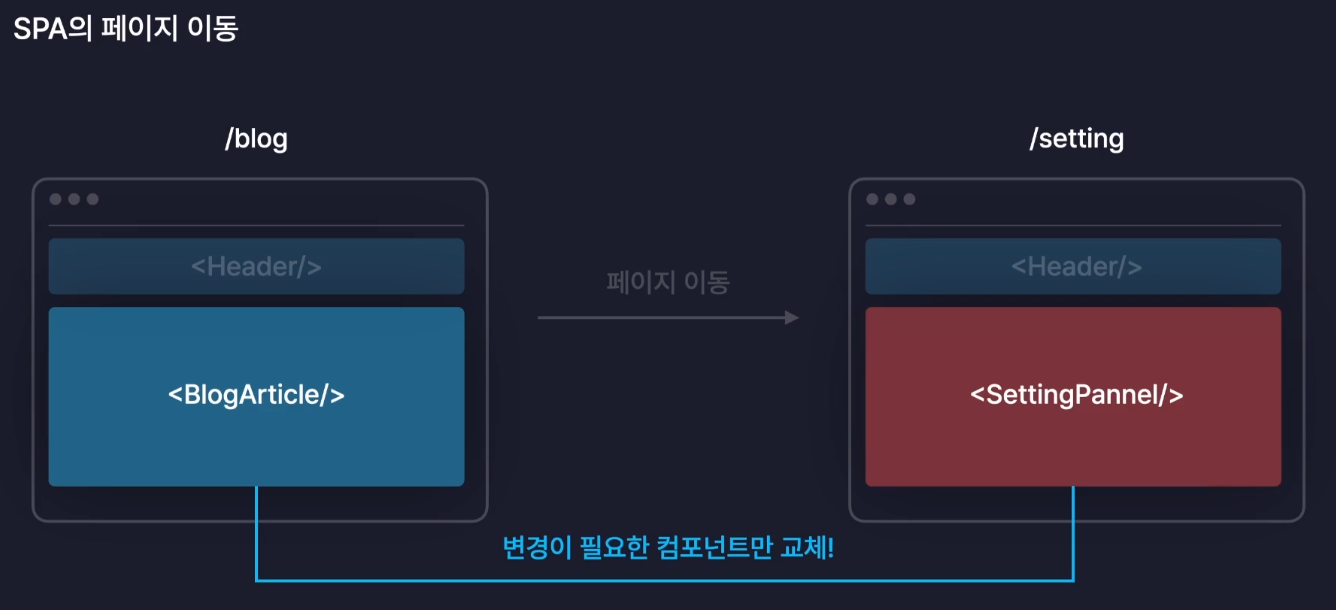 SPA의 페이지 이동
/blog
/setting
<Header/>
<Header/>
페이지 이동
<BlogArticle/>
<SettingPannel/>
변경이 필요한 컴포넌트만 교체!